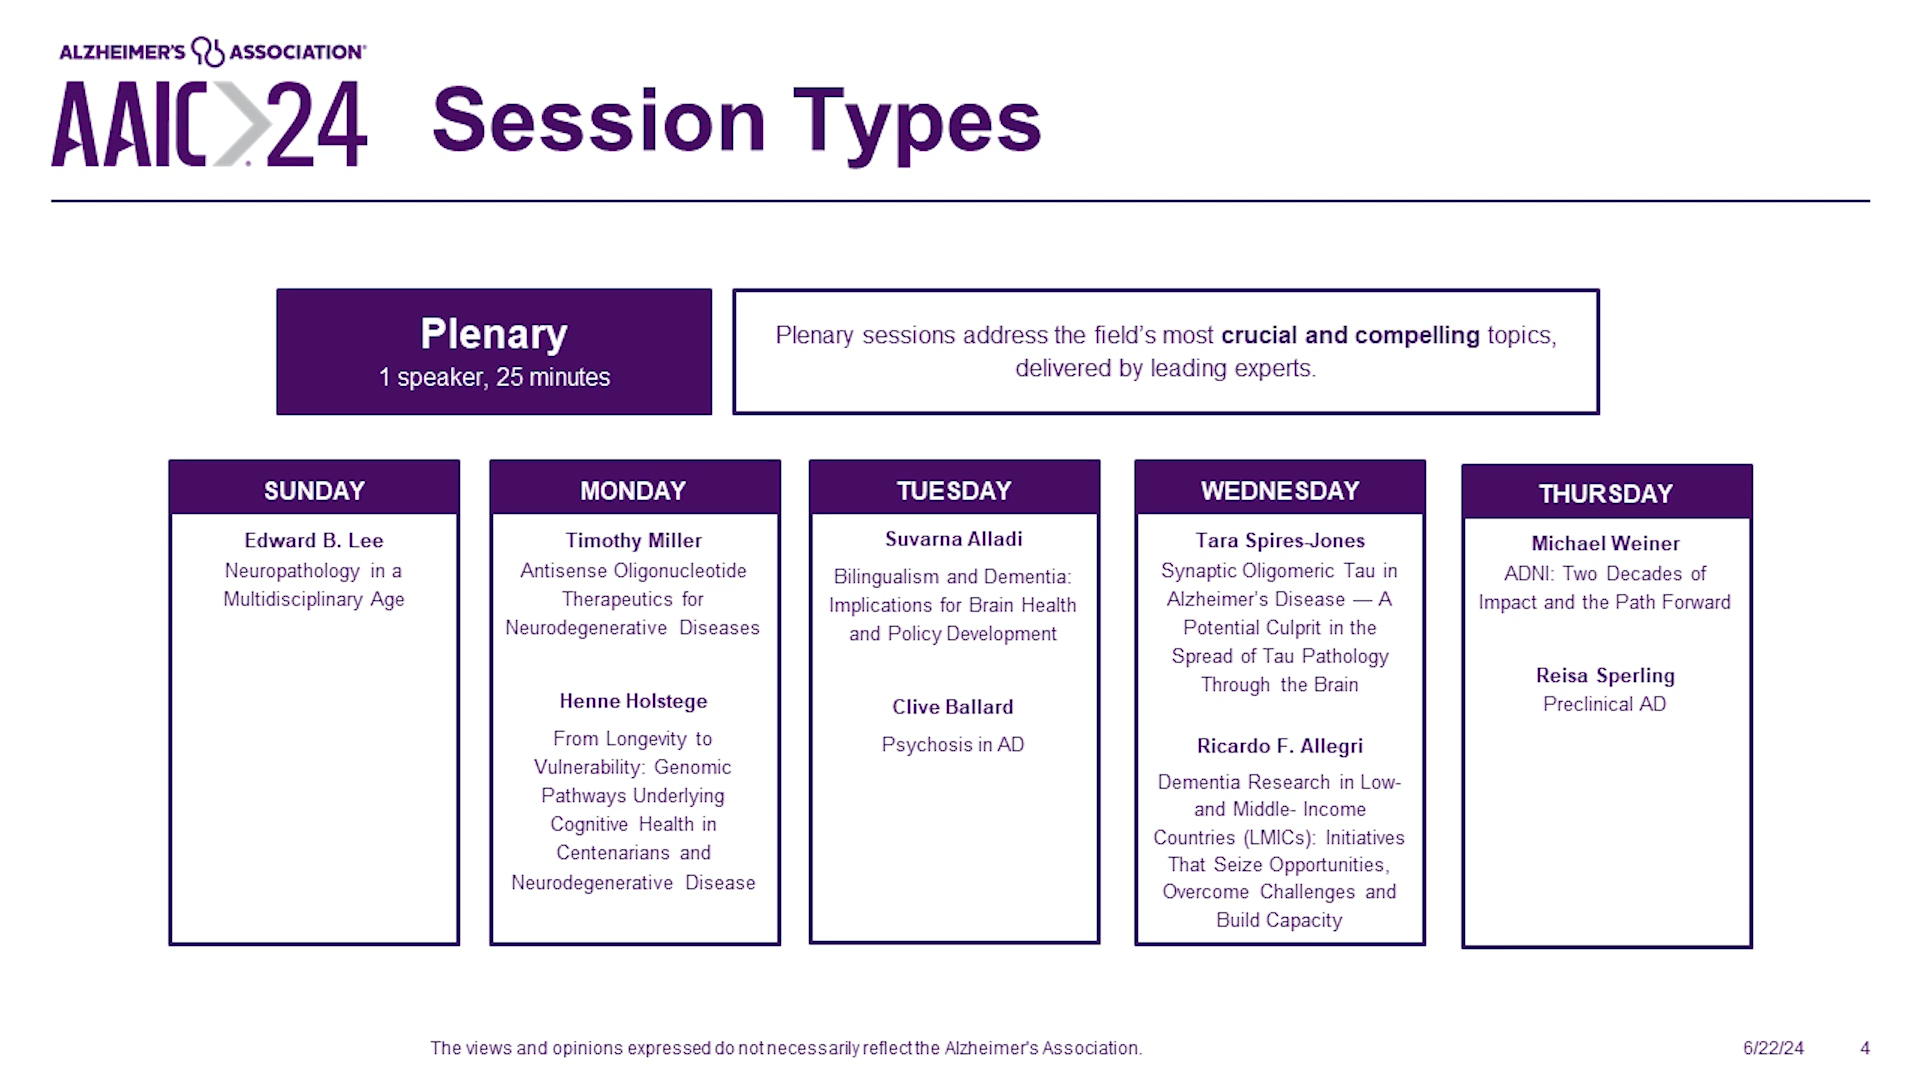 ALZHEIMER'S ASSOCIATION®
AAIC 24
Session Types
Plenary
1 speaker, 25 minutes
Plenary sessions address the field's most crucial and compelling topics,
delivered by leading experts.
SUNDAY
Edward B. Lee
Neuropathology in a
Multidisciplinary Age
MONDAY
Timothy Miller
Antisense Oligonucleotide
Therapeutics for
Neurodegenerative Diseases
Henne Holstege
From Longevity to
Vulnerability: Genomic
Pathways Underlying
Cognitive Health in
Centenarians and
Neurodegenerative Disease
TUESDAY
Suvarna Alladi
Bilingualism and Dementia:
Implications for Brain Health
and Policy Development
Clive Ballard
Psychosis in AD
WEDNESDAY
Tara Spires-Jones
Synaptic Oligomeric Tau in
Alzheimer's Disease — A
Potential Culprit in the
Spread of Tau Pathology
Through the Brain
Ricardo F. Allegri
Dementia Research in Low-
and Middle- Income
Countries (LMICs): Initiatives
That Seize Opportunities,
Overcome Challenges and
Build Capacity
THURSDAY
Michael Weiner
ADNI: Two Decades of
Impact and the Path Forward
Reisa Sperling
Preclinical AD
The views and opinions expressed do not necessarily reflect the Alzheimer's Association.
6/22/24
4